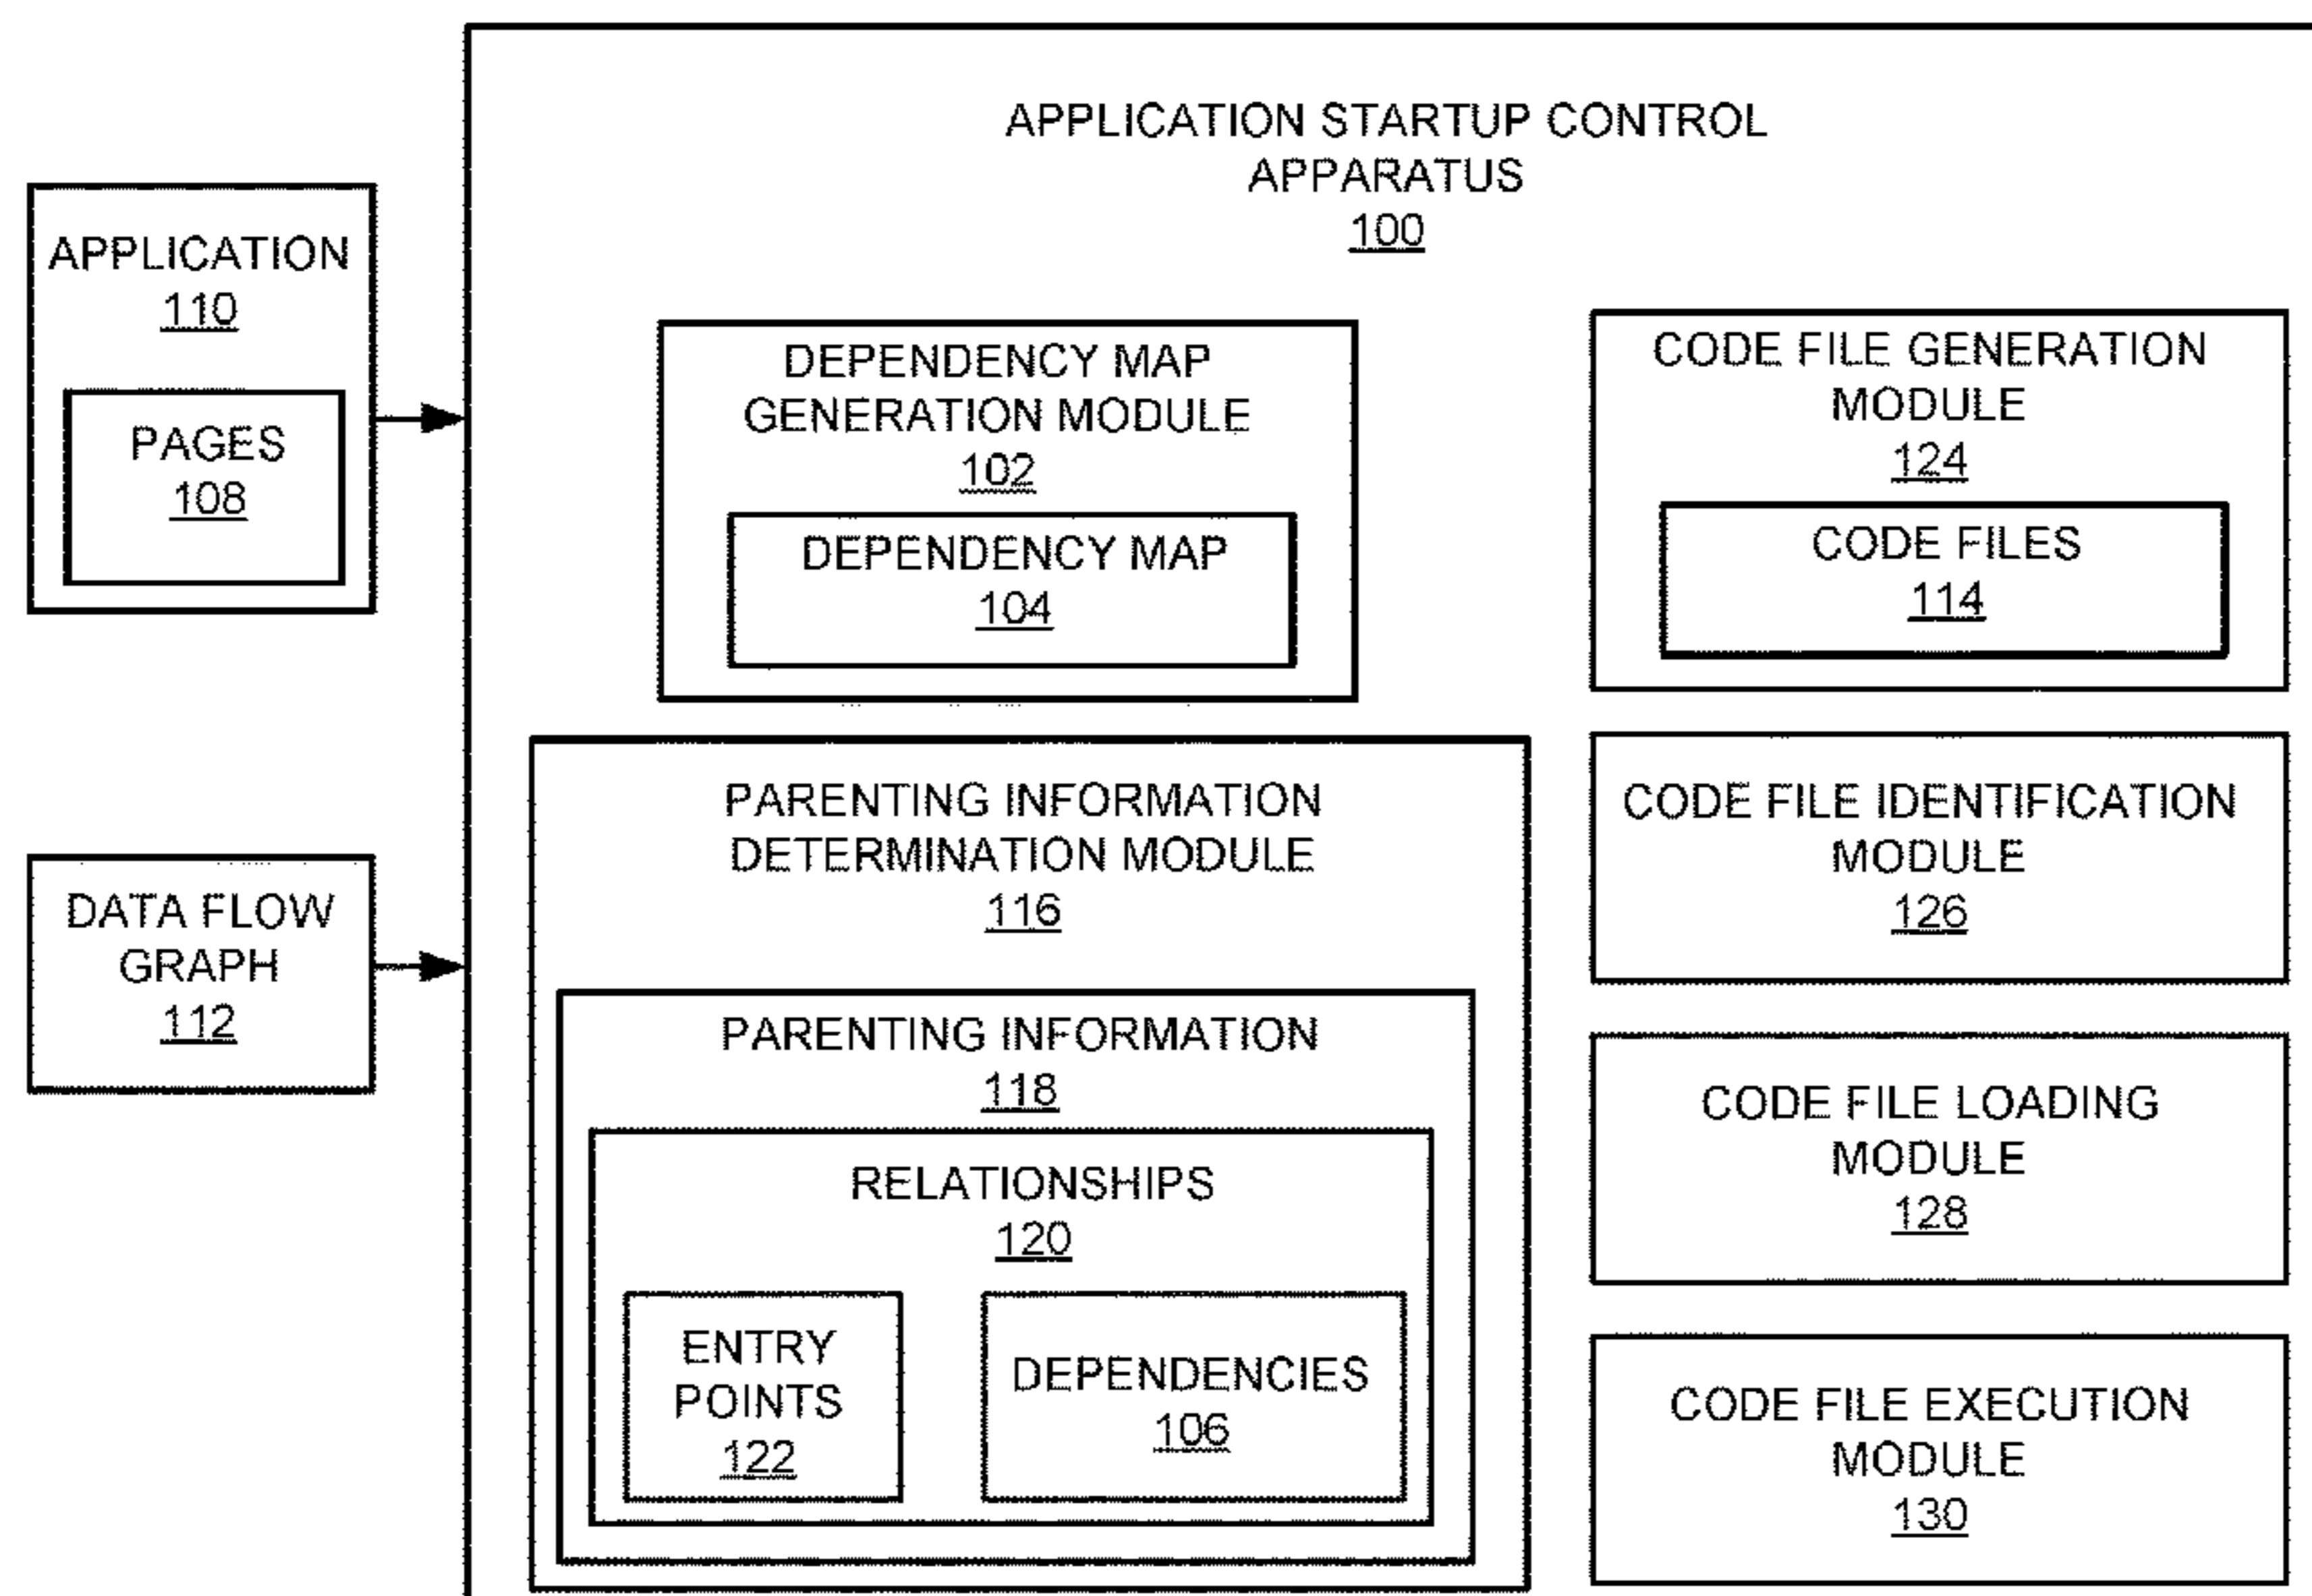 APPLICATION STARTUP CONTROL
APPARATUS
100
APPLICATION
110
PAGES
108
DATA FLOW
GRAPH
112
DEPENDENCY MAP
GENERATION MODULE
102
DEPENDENCY MAP
104
PARENTING INFORMATION
DETERMINATION MODULE
116
PARENTING INFORMATION
118
RELATIONSHIPS
120
ENTRY
POINTS
122
DEPENDENCIES
106
CODE FILE GENERATION
MODULE
124
CODE FILES
114
CODE FILE IDENTIFICATION
MODULE
126
CODE FILE LOADING
MODULE
128
CODE FILE EXECUTION
MODULE
130